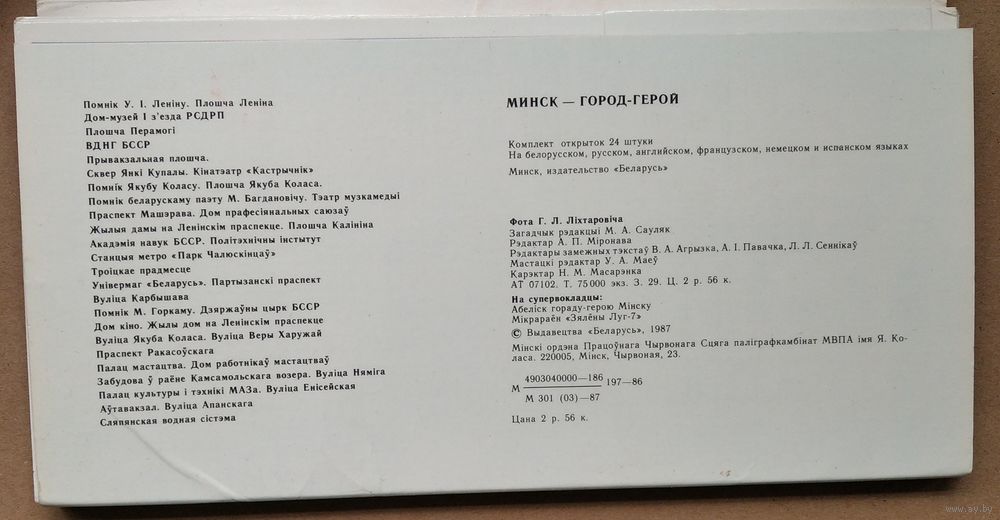 Помнік У. І. Леніну. Плошча Леніна
Дом-музей І з'езда РСДРП
Плошча Перамогі
ВДНГ БССР
Прывакзальная плошча.
Сквер Янкі Купалы. Кінатэатр «Кастрычнік»
Помнік Якубу Коласу. Плошча Якуба Коласа.
Помнік беларускаму паэту М. Багдановічу. Тэатр музкамедыі
Праспект Машэрава. Дом прафесіянальных саюзаў
Жылыя дамы на Ленінскім праспекце. Плошча Калініна
Акадэмія навук БССР. Політэхнічны інстытут
Станцыя метро «Парк Чалюскінцаў»
Троіцкае прадмесце
Універмаг «Беларусь». Партызанскі праспект
Вуліца Карбышава
Помнік М. Горкаму. Дзяржаўны цырк БССР
Дом кіно. Жылы дом на Ленінскім праспекце
Вуліца Якуба Коласа. Вуліца Веры Харужай
Праспект Ракасоўскага
Палац мастацтва. Дом работнікаў мастацтваў
Забудова ў раёне Камсамольскага возера. Вуліца Няміга
Палац культуры і тэхнікі МАЗа. Вуліца Енісейская
Аўтавакзал. Вуліца Апанскага
Сляпянская водная сістэма
МИНСК — ГОРОД-ГЕРОЙ
Комплект открыток 24 штуки
На белорусском, русском, английском, французском, немецком и испанском языках
Минск, издательство «Беларусь»
Фота Г. Л. Ліхтаровіча
Загадчык рэдакцыі М. А. Сауляк
Рэдактар А. П. Міронава
Рэдактары замежных тэкстаў В. А. Агрызка, А. І. Павачка, Л. Л. Сеннікаў
Мастацкі рэдактар У. А. Маеў
Карэктар Н. М. Масарэнка
АТ 07102. Т. 75 000 экз. З. 29. Ц. 2 р. 56 к.
На супервокладцы:
Абеліск гораду-герою Мінску
Мікрараён «Зялёны Луг-7»
© Выдавецтва «Беларусь», 1987
Мінскі ордэна Працоўнага Чырвонага Сцяга паліграфкамбінат МВПА імя Я. Ко-
ласа. 220005, Мінск, Чырвоная, 23.
М 4903040000—186 197—86
М 301 (03)—87
Цана 2 р. 56 к.
www.ay.by